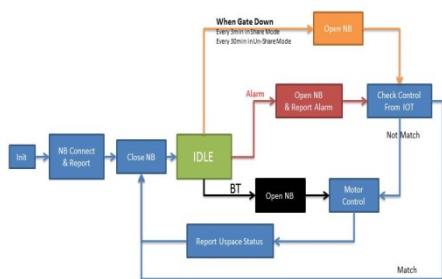 When Gate Down
Every 3min in Share Mode
Every 30min in Un-Share Mode
Open NB
Alarm
Open NB
& Report Alarm
Check Control
From IOT
Not Match
Init
NB Connect
& Report
Close NB
IDLE
BT
Open NB
Motor
Control
Report Uspace Status
Match